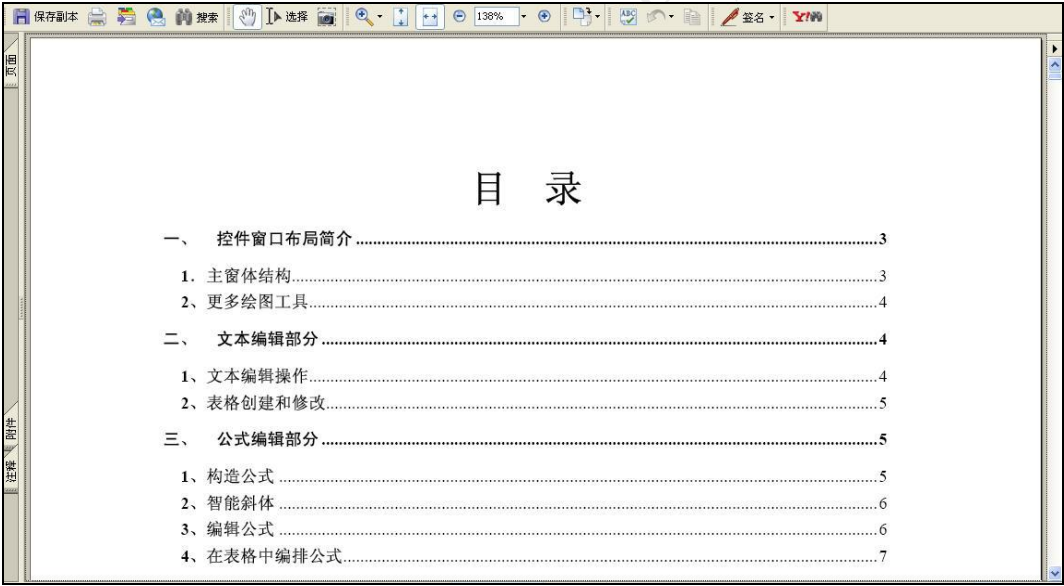 保存副本 搜索 选择 138% 签名 Y!
页面
附件
注释
目 录
一、 控件窗口布局简介..........3
1. 主窗体结构..........3
2、更多绘图工具..........4
二、 文本编辑部分..........4
1、文本编辑操作..........4
2、表格创建和修改..........5
三、 公式编辑部分..........5
1、构造公式..........5
2、智能斜体..........6
3、编辑公式..........6
4、在表格中编排公式..........7